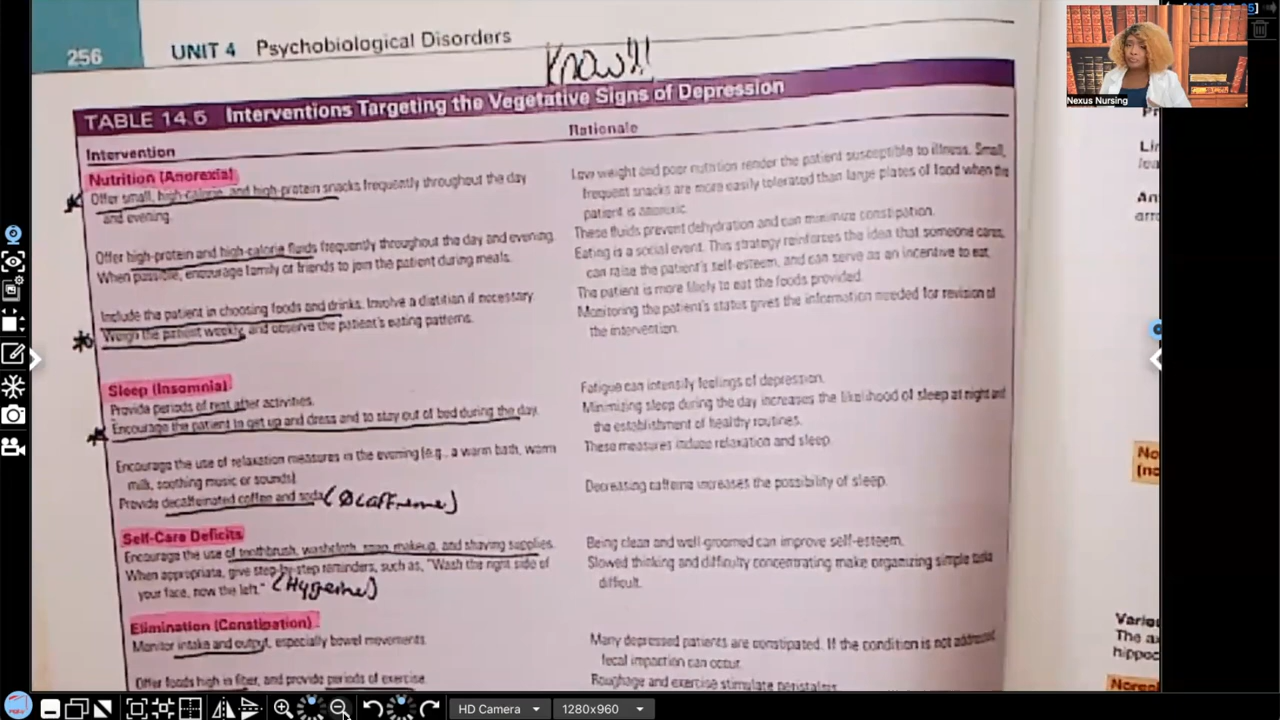 256
UNIT 4 Psychobiological Disorders
Know!!!
TABLE 14.5 Interventions Targeting the Vegetative Signs of Depression
Intervention
Rationale
Nutrition (Anorexia)
Offer small, high-calorie, and high-protein snacks frequently throughout the day
and evening.
Low weight and poor nutrition render the patient susceptible to illness. Small,
frequent snacks are more easily tolerated than large plates of food when the
patient is anorexic.
Offer high-protein and high-calorie fluids frequently throughout the day and evening.
These fluids prevent dehydration and can minimize constipation.
When possible, encourage family or friends to join the patient during meals.
Eating is a social event. This strategy reinforces the idea that someone cares,
can raise the patient's self-esteem, and can serve as an incentive to eat.
Include the patient in choosing foods and drinks. Involve a dietitian if necessary.
The patient is more likely to eat the foods provided.
Weigh the patient weekly, and observe the patient's eating patterns.
Monitoring the patient's status gives the information needed for revision of
the intervention.
Sleep (Insomnia)
Provide periods of rest after activities.
Fatigue can intensify feelings of depression.
Encourage the patient to get up and dress and to stay out of bed during the day.
Minimizing sleep during the day increases the likelihood of sleep at night and
the establishment of healthy routines.
Encourage the use of relaxation measures in the evening (e.g., a warm bath, warm
milk, soothing music or sounds).
These measures induce relaxation and sleep.
Provide decaffeinated coffee and soda
Decreasing caffeine increases the possibility of sleep.
Self-Care Deficits
Encourage the use of toothbrush, washcloth, soap, makeup, and shaving supplies.
Being clean and well-groomed can improve self-esteem.
When appropriate, give step-by-step reminders, such as, "Wash the right side of
your face, now the left." (Hygeine)
Slowed thinking and difficulty concentrating make organizing simple tasks
difficult.
Elimination (Constipation)
Monitor intake and output, especially bowel movements.
Many depressed patients are constipated. If the condition is not addressed,
fecal impaction can occur.
Offer foods high in fiber, and provide periods of exercise.
Roughage and exercise stimulate peristalsis
Nexus Nursing
Vario
The a
hippoc
HD Camera
1280x960